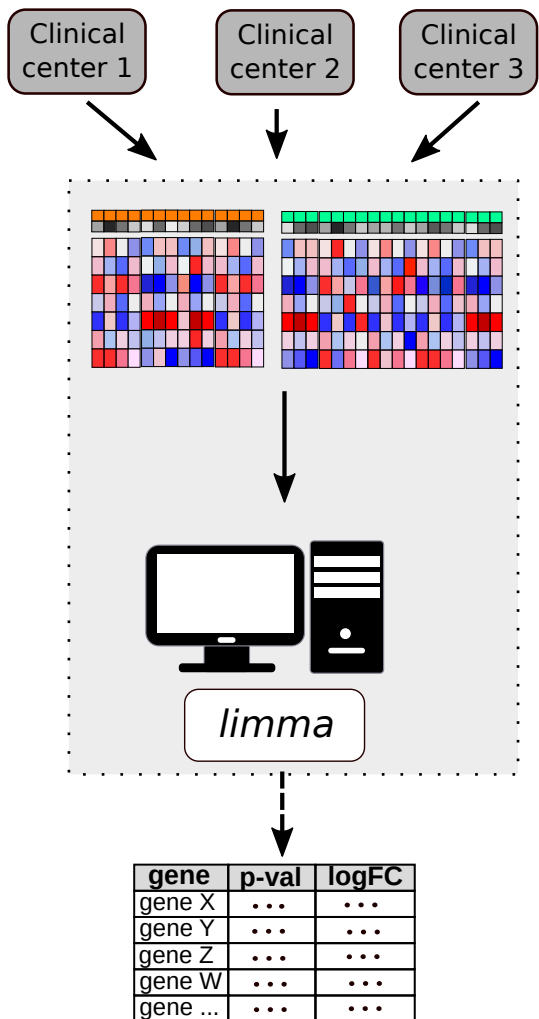 Clinical
center 1
Clinical
center 2
Clinical
center 3
limma
gene p-val logFC
gene X ... ...
gene Y ... ...
gene Z ... ...
gene W ... ...
gene ... ... ...